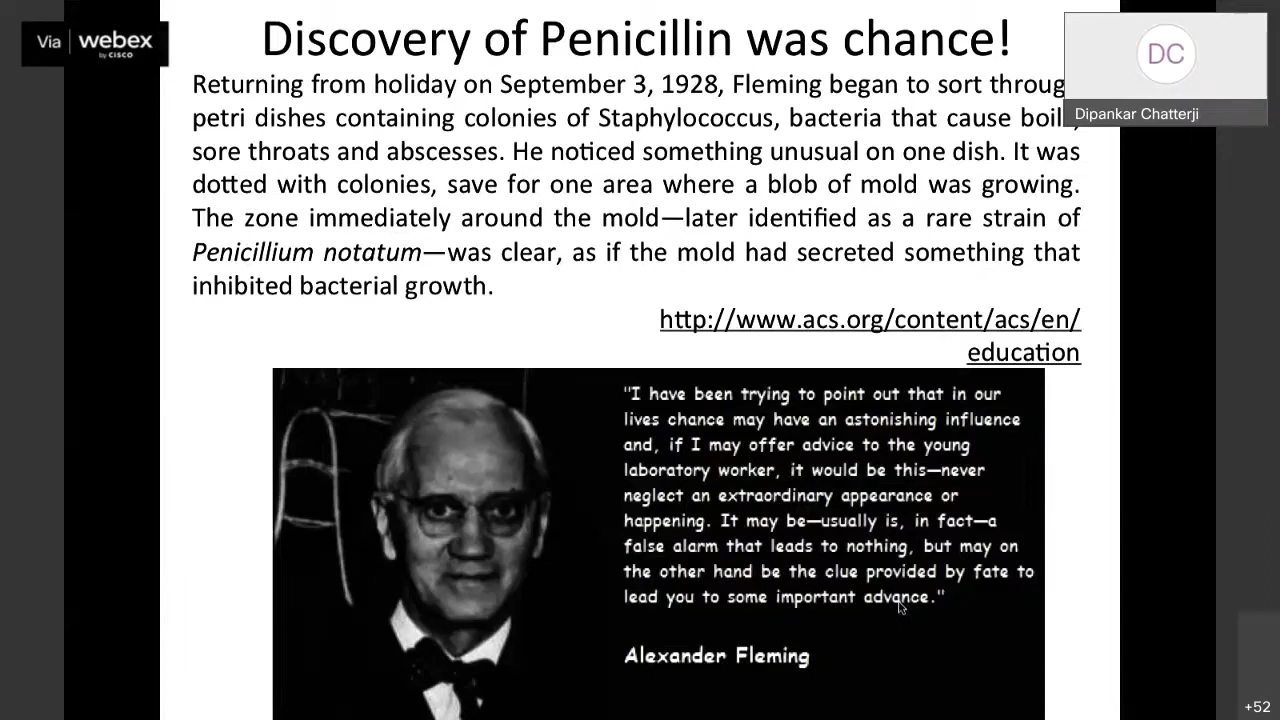 Via webex
by CISCO
Discovery of Penicillin was chance!
DC
Dipankar Chatterji
Returning from holiday on September 3, 1928, Fleming began to sort throug
petri dishes containing colonies of Staphylococcus, bacteria that cause boil
sore throats and abscesses. He noticed something unusual on one dish. It was
dotted with colonies, save for one area where a blob of mold was growing.
The zone immediately around the mold—later identified as a rare strain of
Penicillium notatum—was clear, as if the mold had secreted something that
inhibited bacterial growth.
http://www.acs.org/content/acs/en/
education
"I have been trying to point out that in our
lives chance may have an astonishing influence
and, if I may offer advice to the young
laboratory worker, it would be this—never
neglect an extraordinary appearance or
happening. It may be—usually is, in fact—a
false alarm that leads to nothing, but may on
the other hand be the clue provided by fate to
lead you to some important advance."
Alexander Fleming
+52